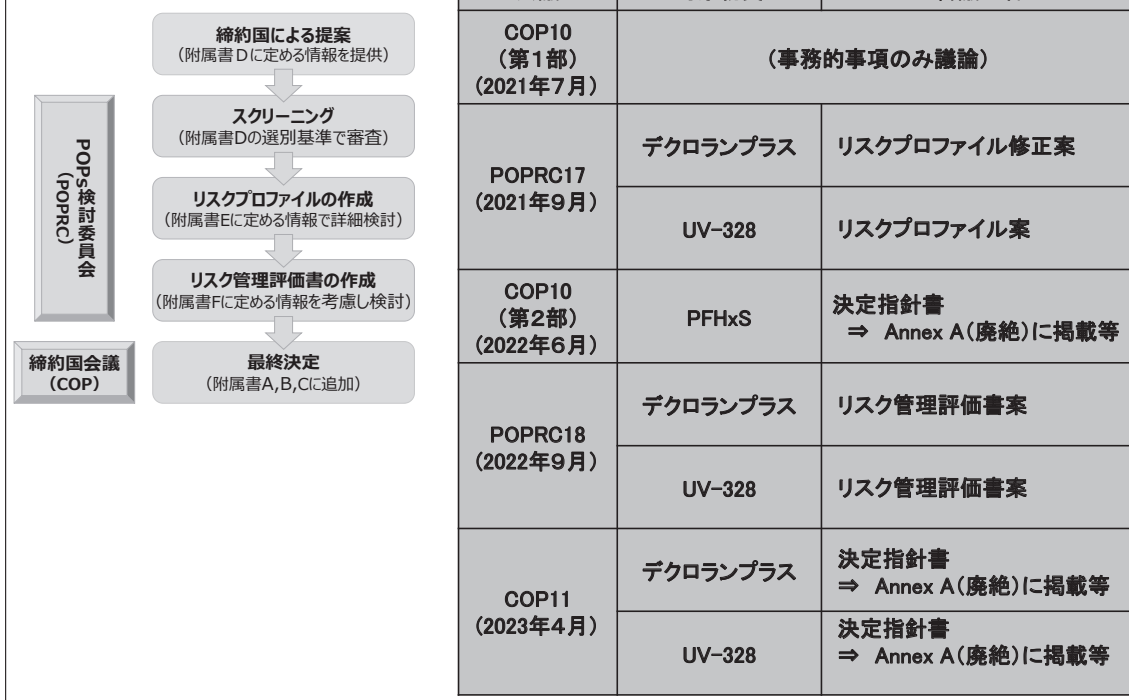 締約国による提案
(附属書Dに定める情報を提供)
スクリーニング
(附属書Dの選別基準で審査)
リスクプロファイルの作成
(附属書Eに定める情報で詳細検討)
リスク管理評価書の作成
(附属書Fに定める情報を考慮し検討)
最終決定
(附属書A,B,Cに追加)
POPs検討委員会
(POPRC)
締約国会議
(COP)
COP10
(第1部)
(2021年7月)
(事務的事項のみ議論)
POPRC17
(2021年9月)
デクロランプラス
リスクプロファイル修正案
UV-328
リスクプロファイル案
COP10
(第2部)
(2022年6月)
PFHxS
決定指針書
⇒ Annex A(廃絶)に掲載等
POPRC18
(2022年9月)
デクロランプラス
リスク管理評価書案
UV-328
リスク管理評価書案
COP11
(2023年4月)
デクロランプラス
決定指針書
⇒ Annex A(廃絶)に掲載等
UV-328
決定指針書
⇒ Annex A(廃絶)に掲載等